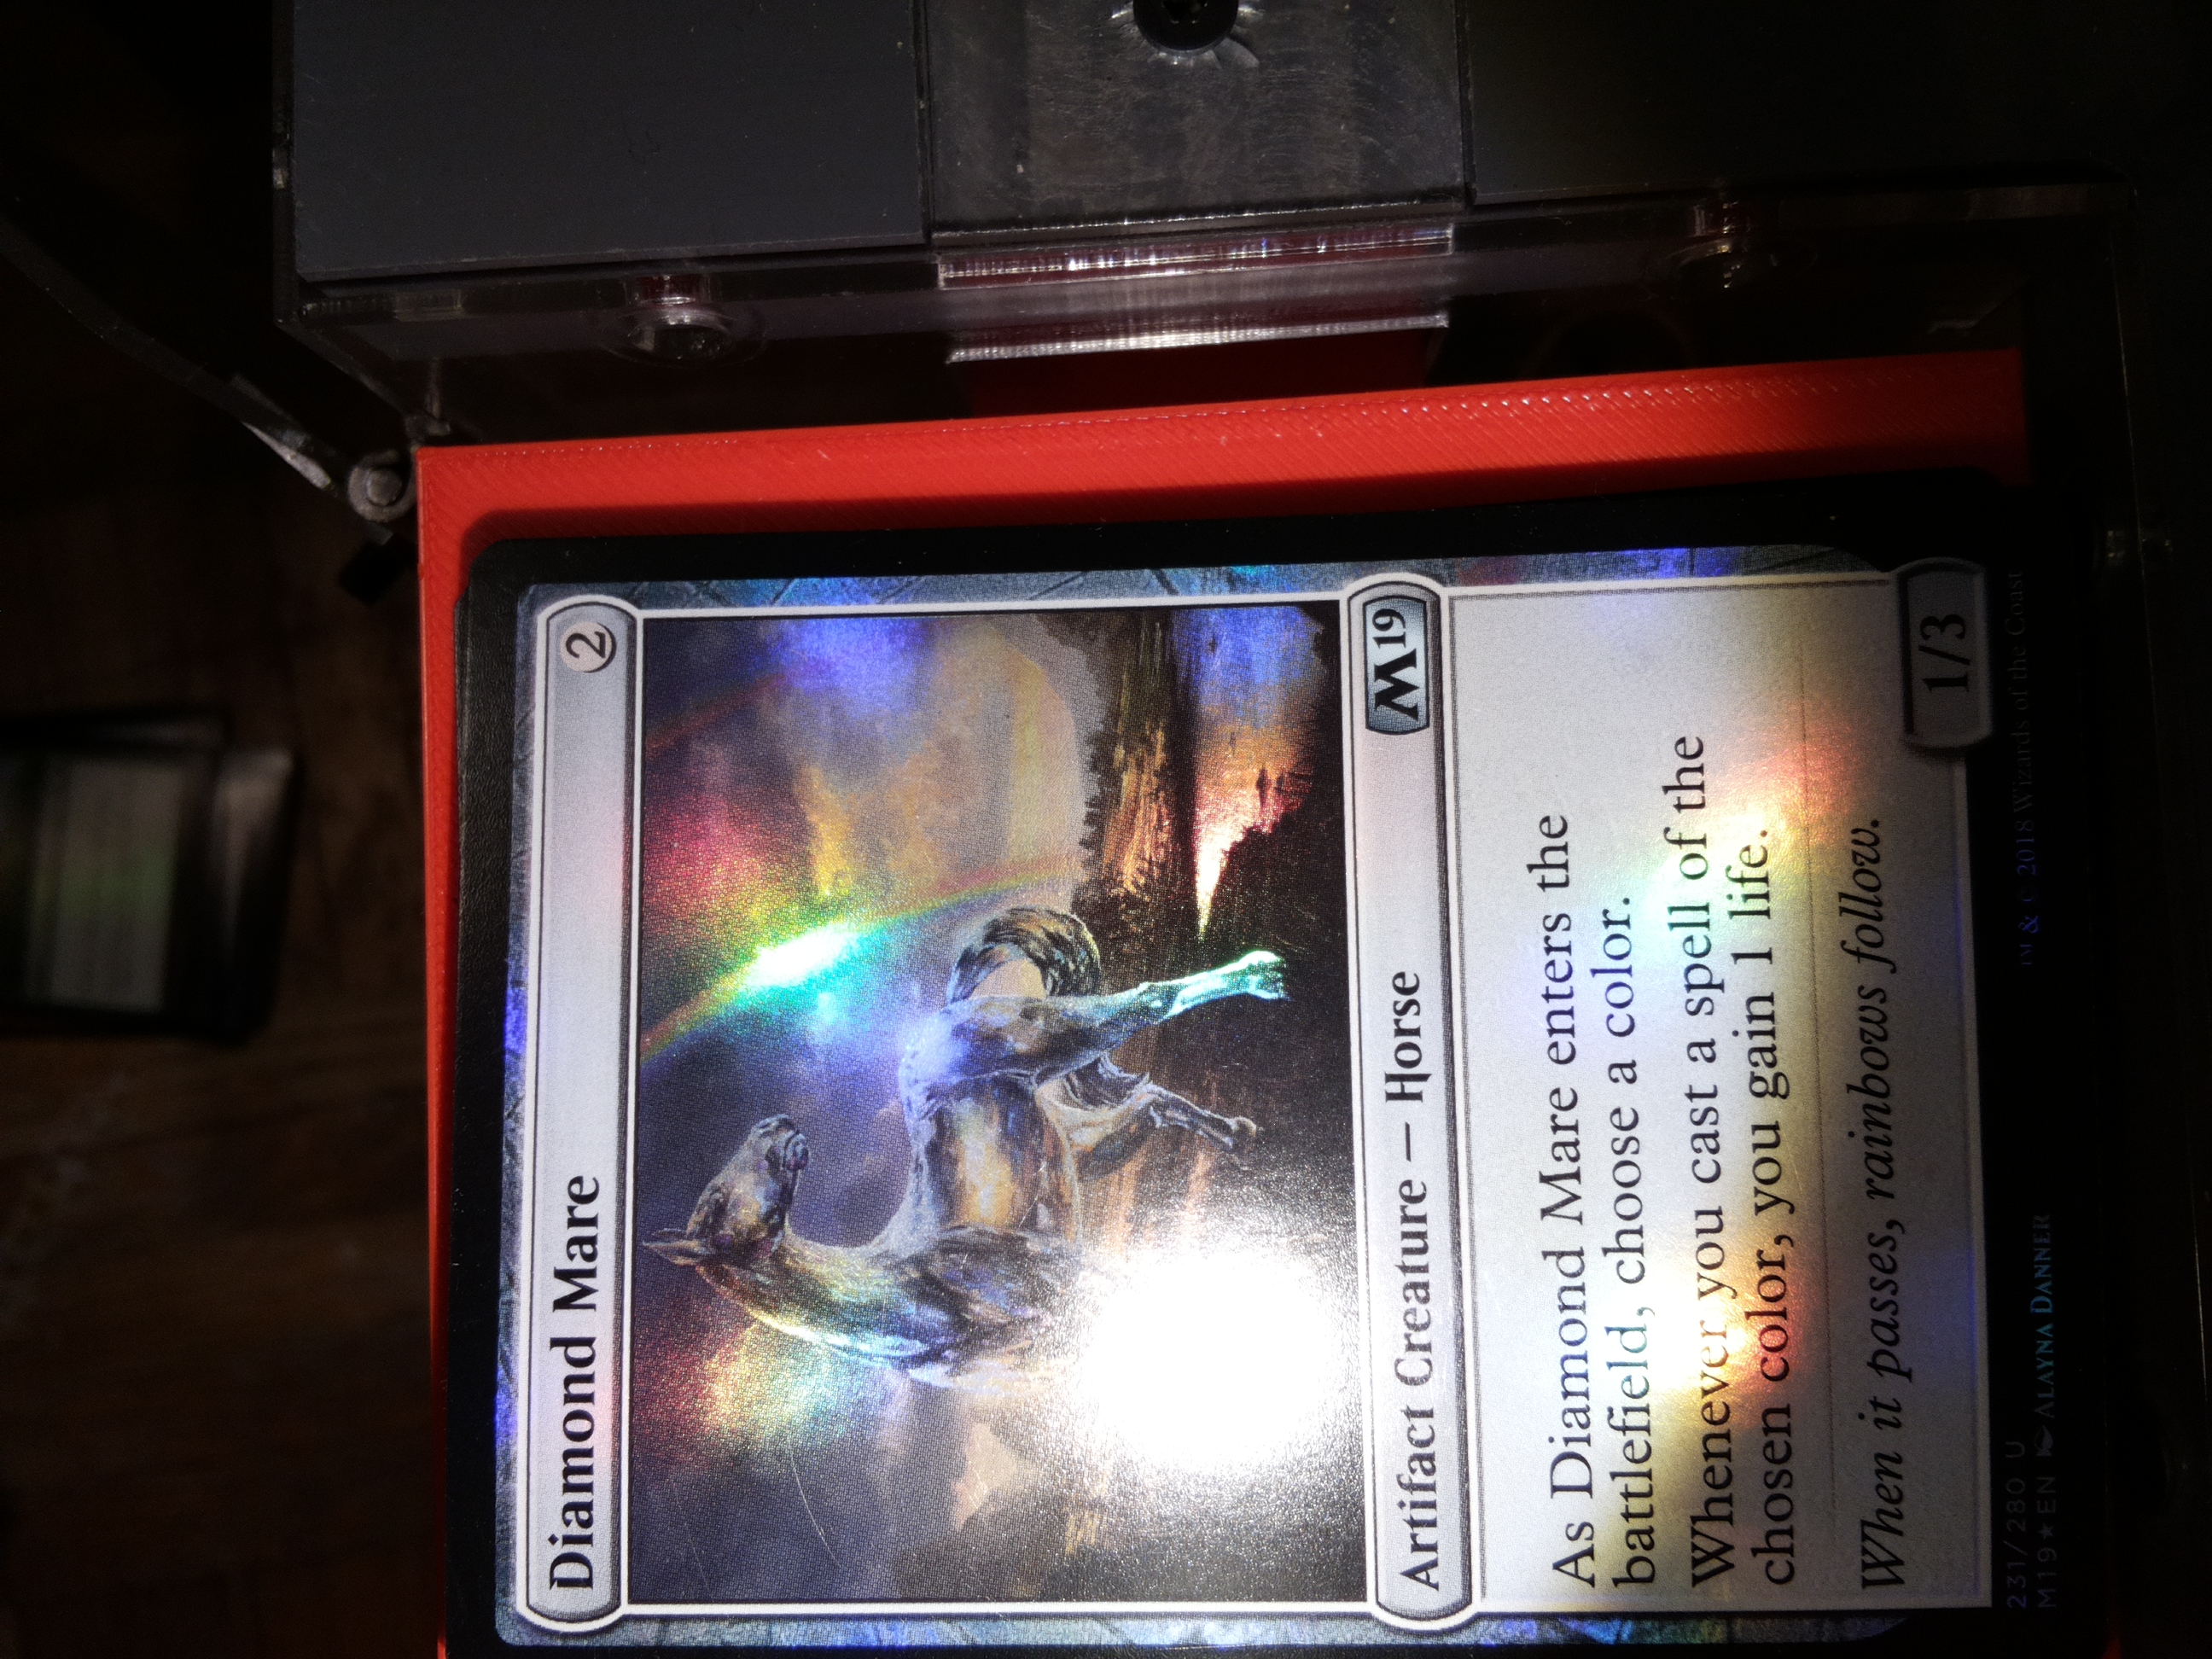 Diamond Mare 2
Artifact Creature — Horse M19
As Diamond Mare enters the
battlefield, choose a color.
Whenever you cast a spell of the
chosen color, you gain 1 life.
When it passes, rainbows follow.
1/3
231/280 U
M19★EN ALAYNA DANNER
™ & © 2018 Wizards of the Coast